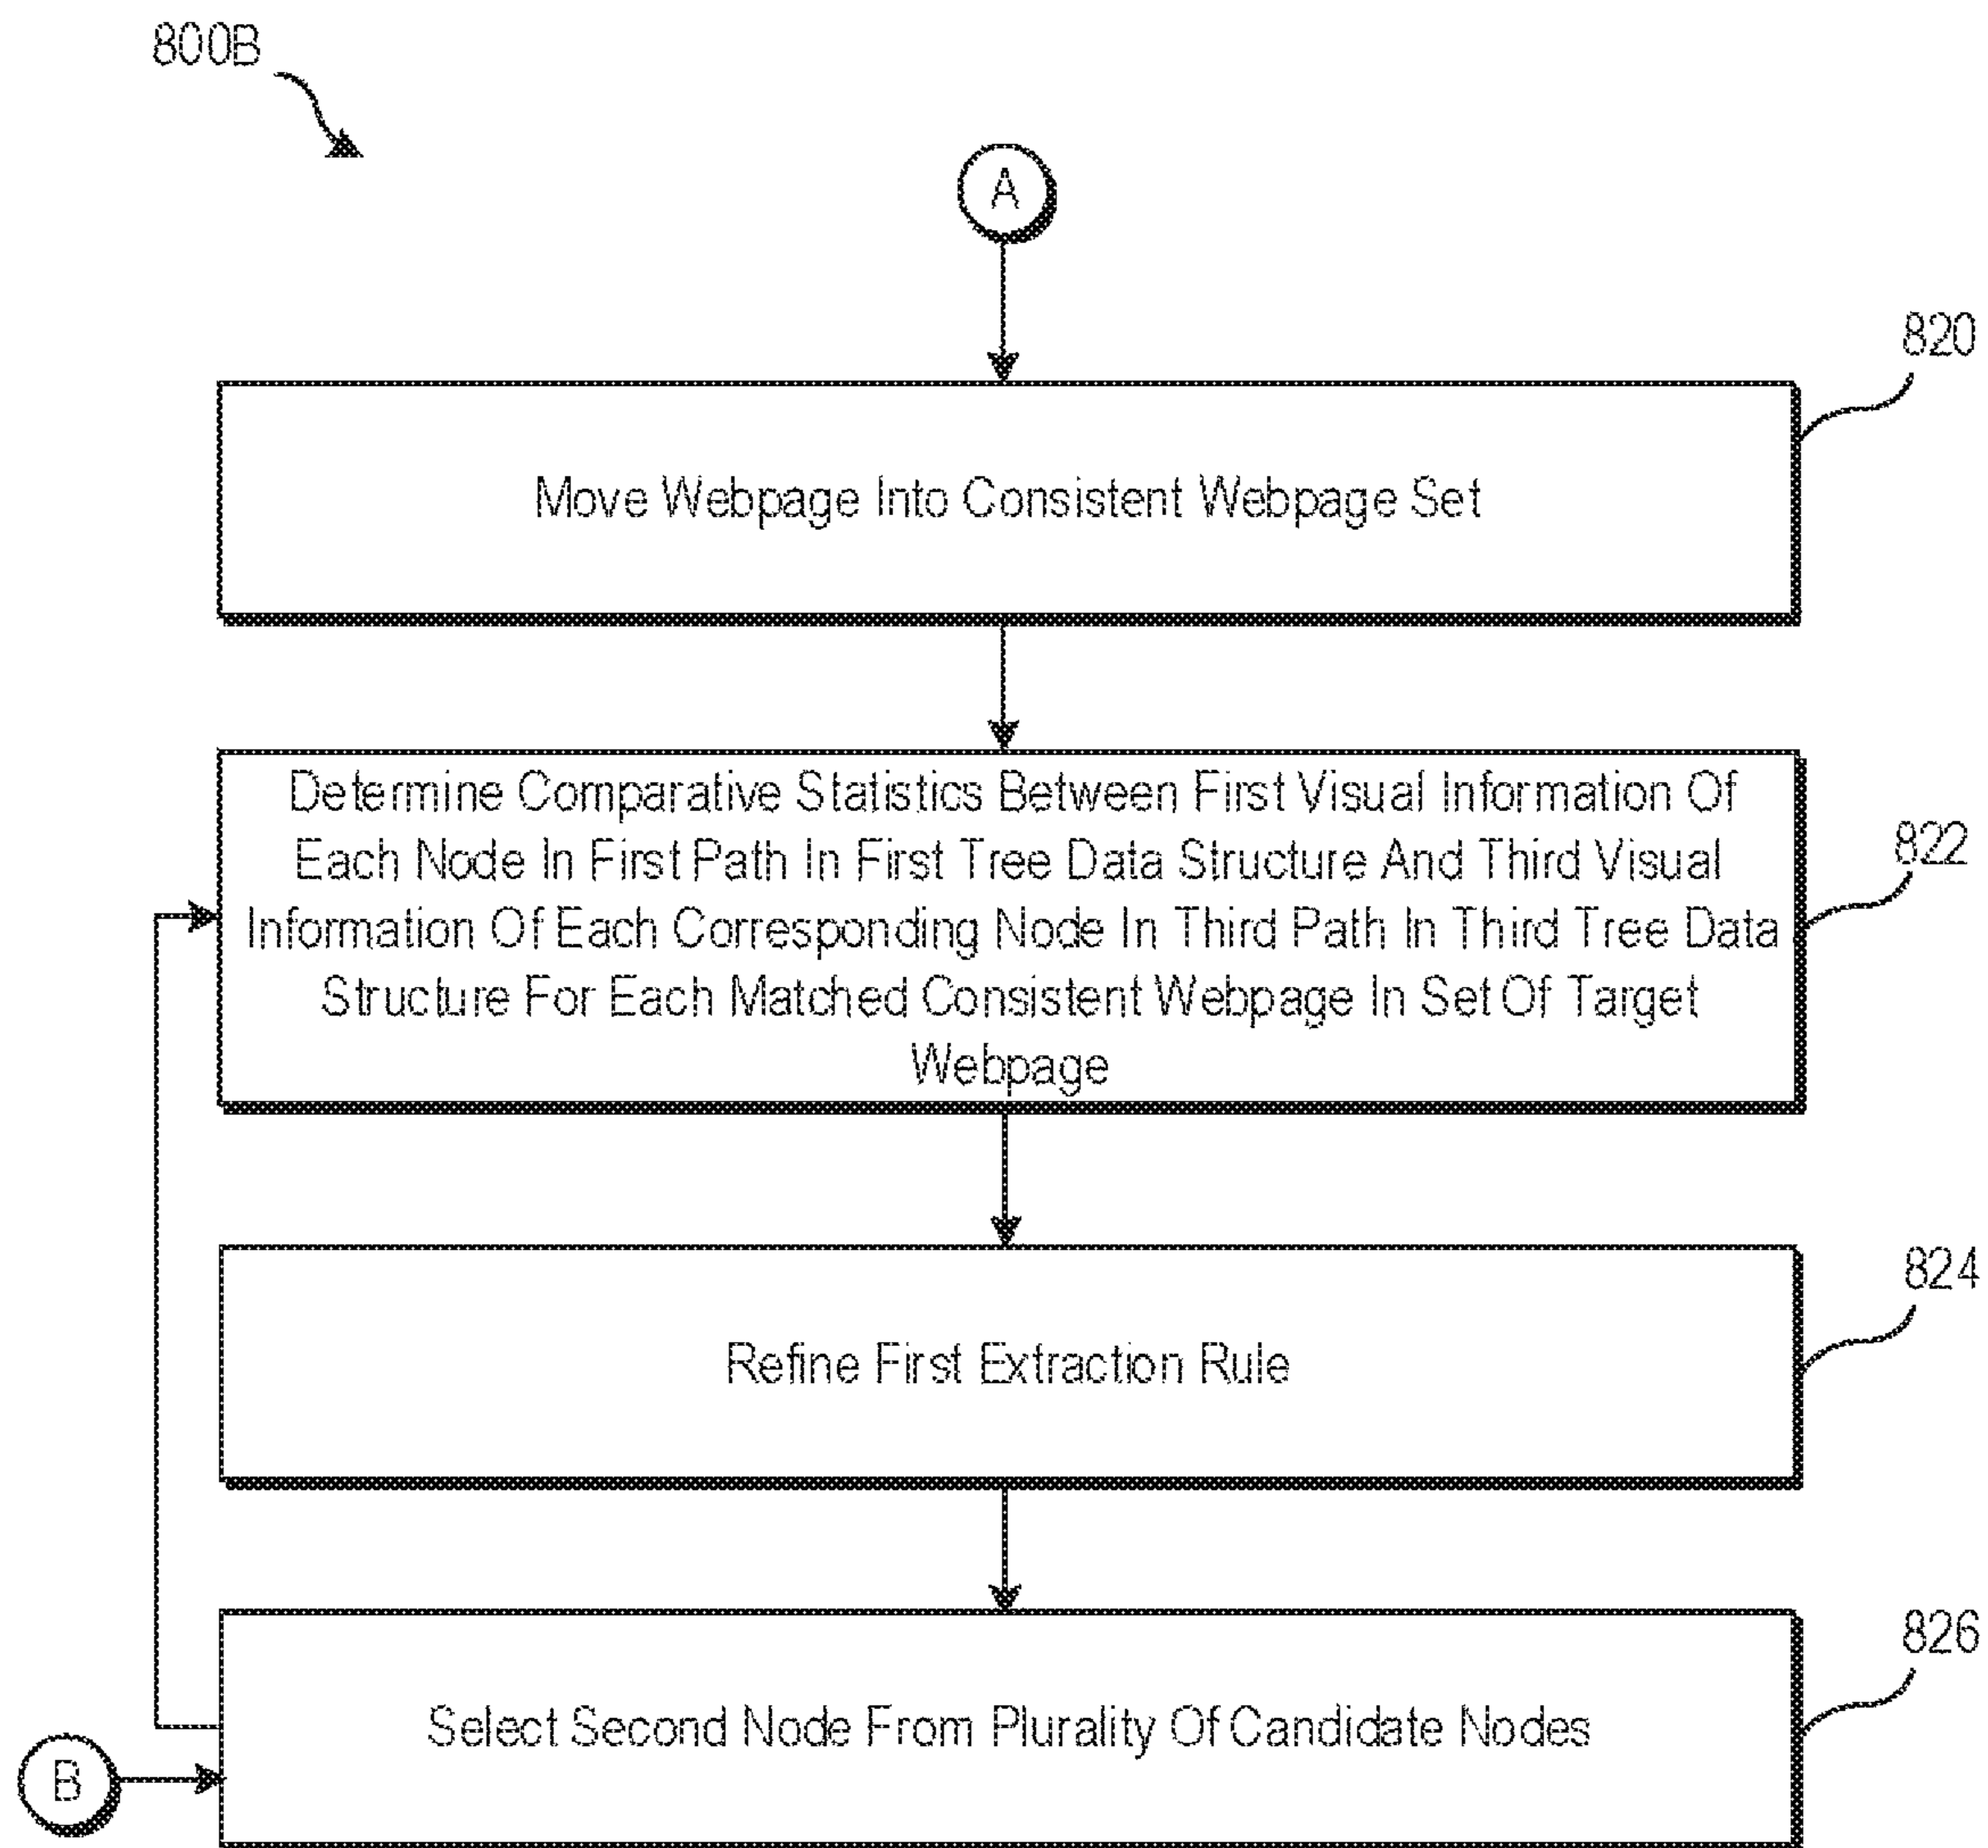 800B
A
820
Move Webpage Into Consistent Webpage Set
Determine Comparative Statistics Between First Visual Information Of
Each Node In First Path In First Tree Data Structure And Third Visual
Information Of Each Corresponding Node In Third Path In Third Tree Data
Structure For Each Matched Consistent Webpage In Set Of Target
Webpage
822
824
Refine First Extraction Rule
826
Select Second Node From Plurality Of Candidate Nodes
B